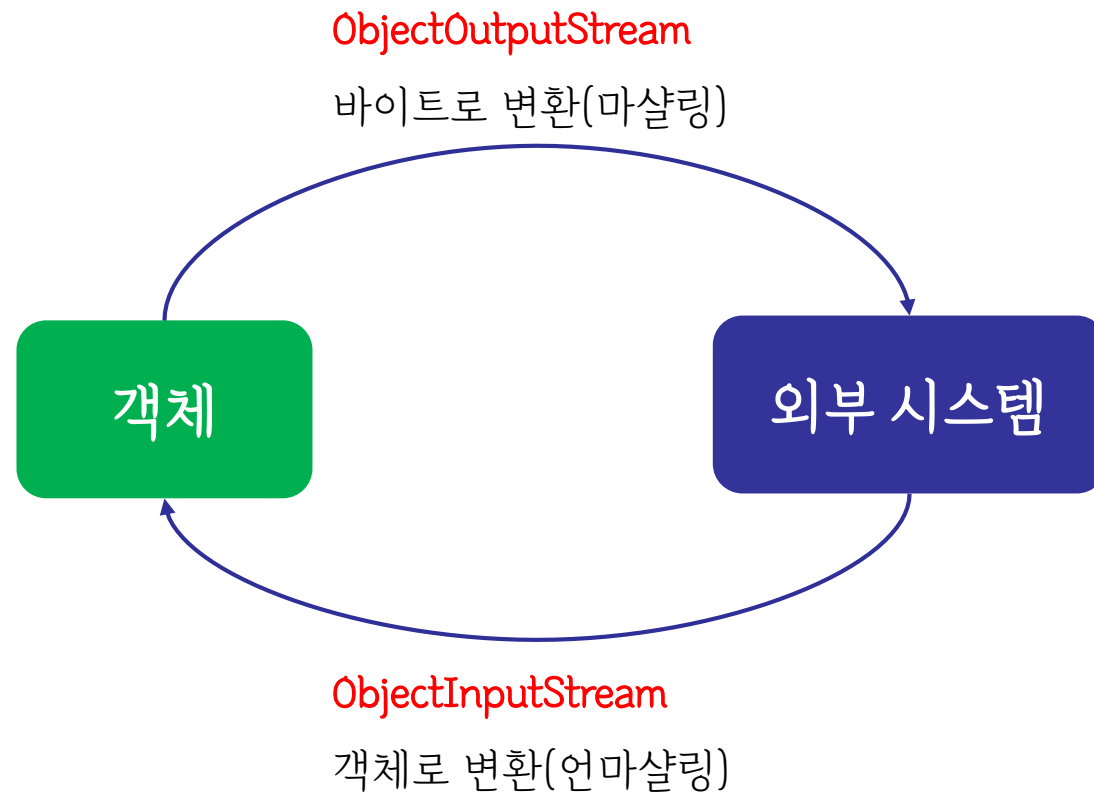 ObjectOutputStream
바이트로 변환(마샬링)
객체
외부 시스템
ObjectInputStream
객체로 변환(언마샬링)